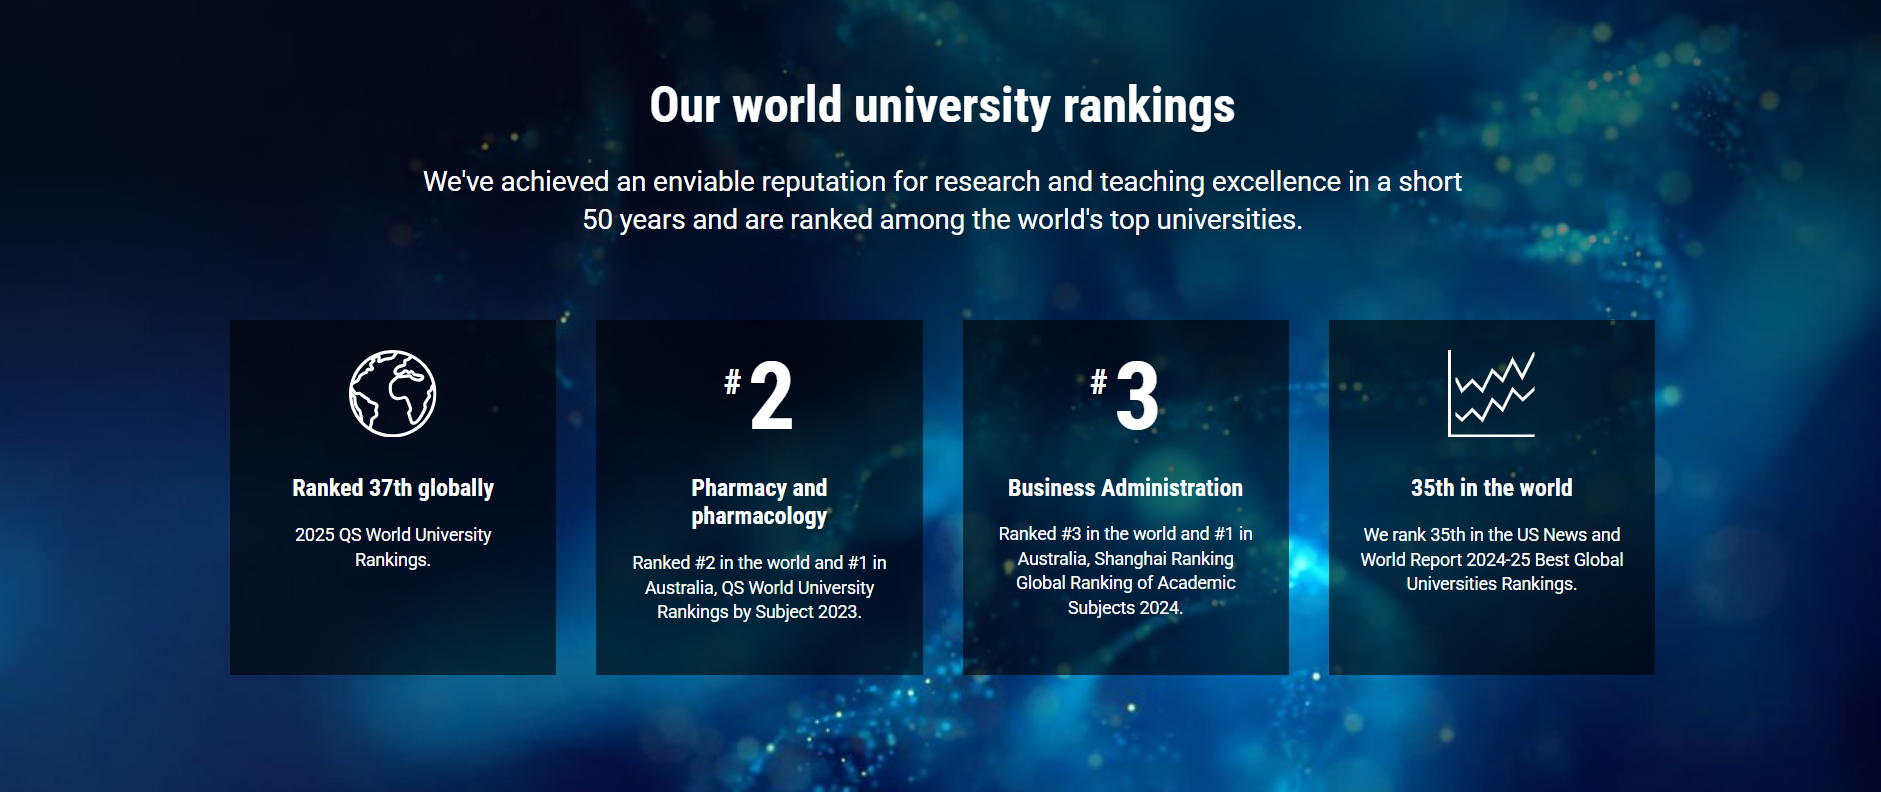 Our world university rankings
We've achieved an enviable reputation for research and teaching excellence in a short
50 years and are ranked among the world's top universities.
Ranked 37th globally
2025 QS World University
Rankings.
#2
Pharmacy and
pharmacology
Ranked #2 in the world and #1 in
Australia, QS World University
Rankings by Subject 2023.
#3
Business Administration
Ranked #3 in the world and #1 in
Australia, Shanghai Ranking
Global Ranking of Academic
Subjects 2024.
35th in the world
We rank 35th in the US News and
World Report 2024-25 Best Global
Universities Rankings.